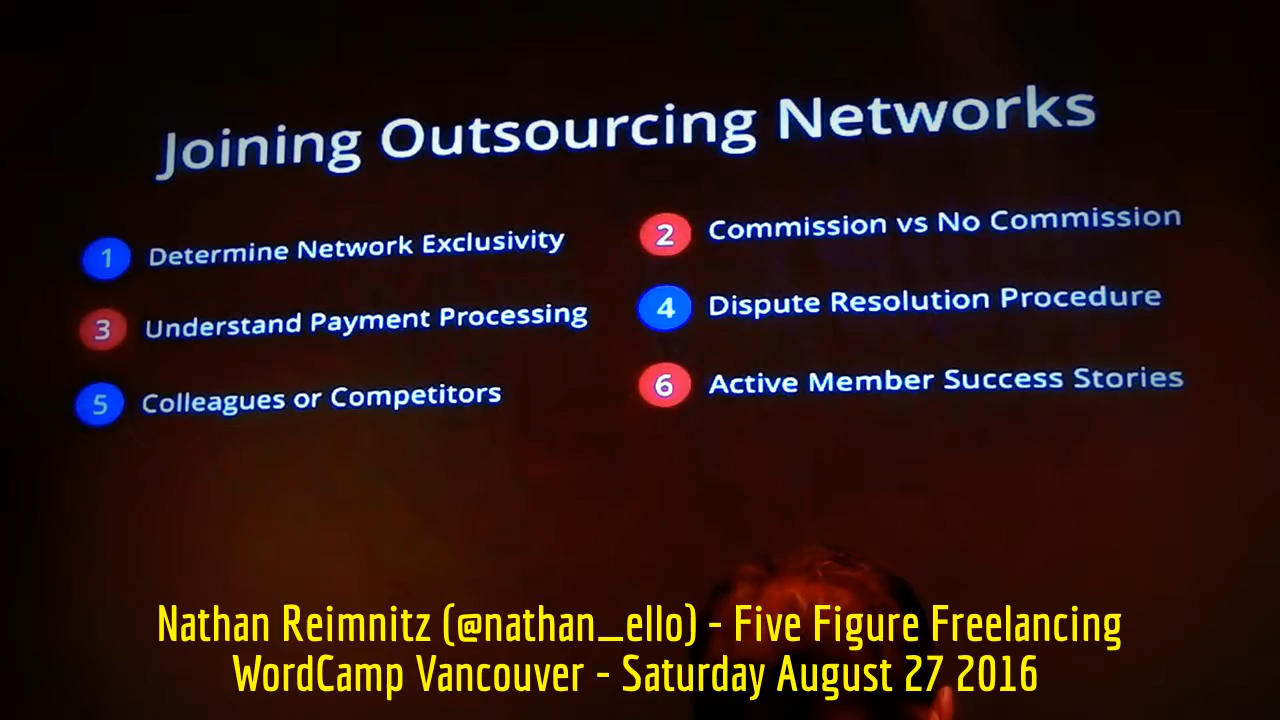 Joining Outsourcing Networks
1 Determine Network Exclusivity
2 Commission vs No Commission
3 Understand Payment Processing
4 Dispute Resolution Procedure
5 Colleagues or Competitors
6 Active Member Success Stories
Nathan Reimnitz (@nathan_ello) - Five Figure Freelancing
WordCamp Vancouver - Saturday August 27 2016